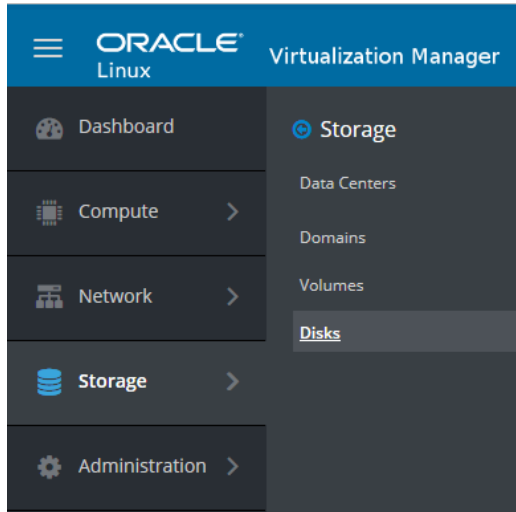 ORACLE
Linux
Virtualization Manager
Dashboard
Compute
Network
Storage
Administration
Storage
Data Centers
Domains
Volumes
Disks